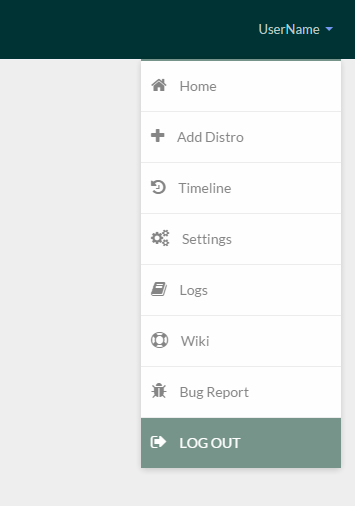 UserName
Home
Add Distro
Timeline
Settings
Logs
Wiki
Bug Report
LOG OUT